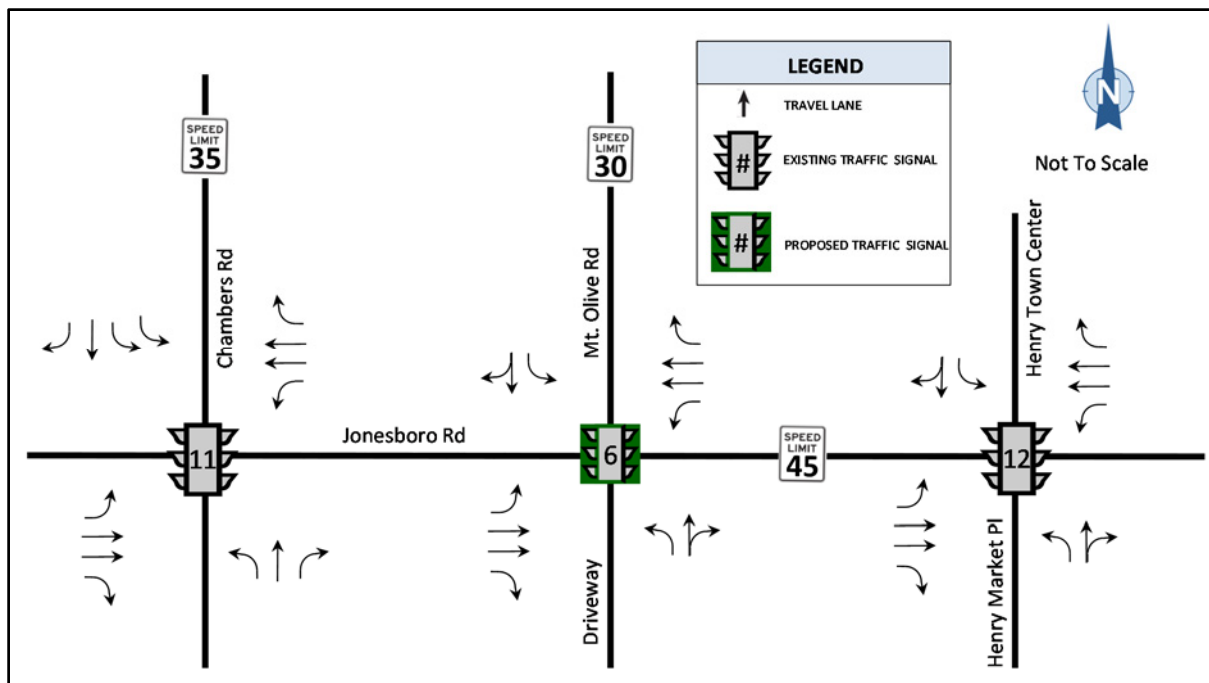 LEGEND
TRAVEL LANE
#
EXISTING TRAFFIC SIGNAL
#
PROPOSED TRAFFIC SIGNAL
N
Not To Scale
SPEED
LIMIT
35
SPEED
LIMIT
30
Chambers Rd
Mt. Olive Rd
Henry Town Center
Jonesboro Rd
11
6
SPEED
LIMIT
45
12
Driveway
Henry Market Pl